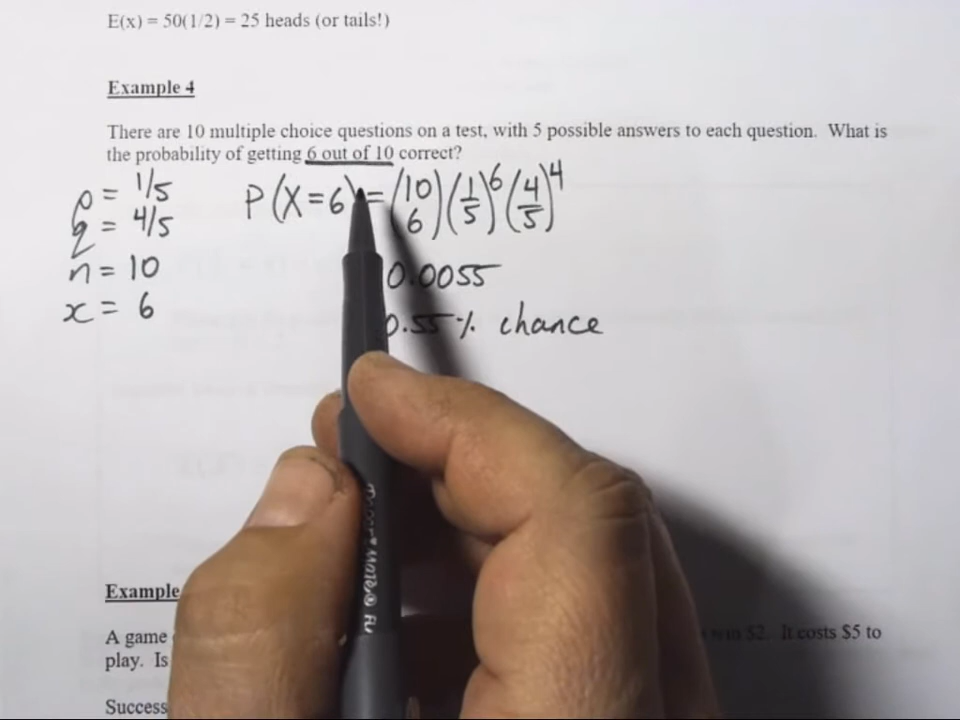 E(x) = 50(1/2) = 25 heads (or tails!)
Example 4
There are 10 multiple choice questions on a test, with 5 possible answers to each question. What is
the probability of getting 6 out of 10 correct?
p = 1/5
q = 4/5
n = 10
x = 6
P(X=6) = (10 6) (1/5)^6 (4/5)^4
0.0055
0.55% chance
Example
A game win $2. It costs $5 to
play. Is
Success